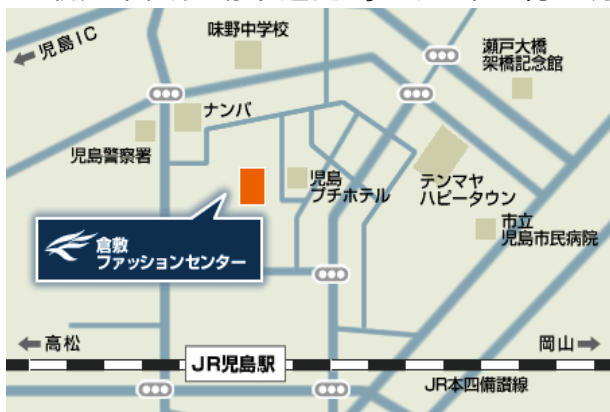 児島IC
味野中学校
瀬戸大橋
架橋記念館
ナンバ
児島警察署
児島
プチホテル
テンマヤ
ハピータウン
市立
児島市民病院
倉敷
ファッションセンター
高松
岡山
JR児島駅
JR本四備讃線